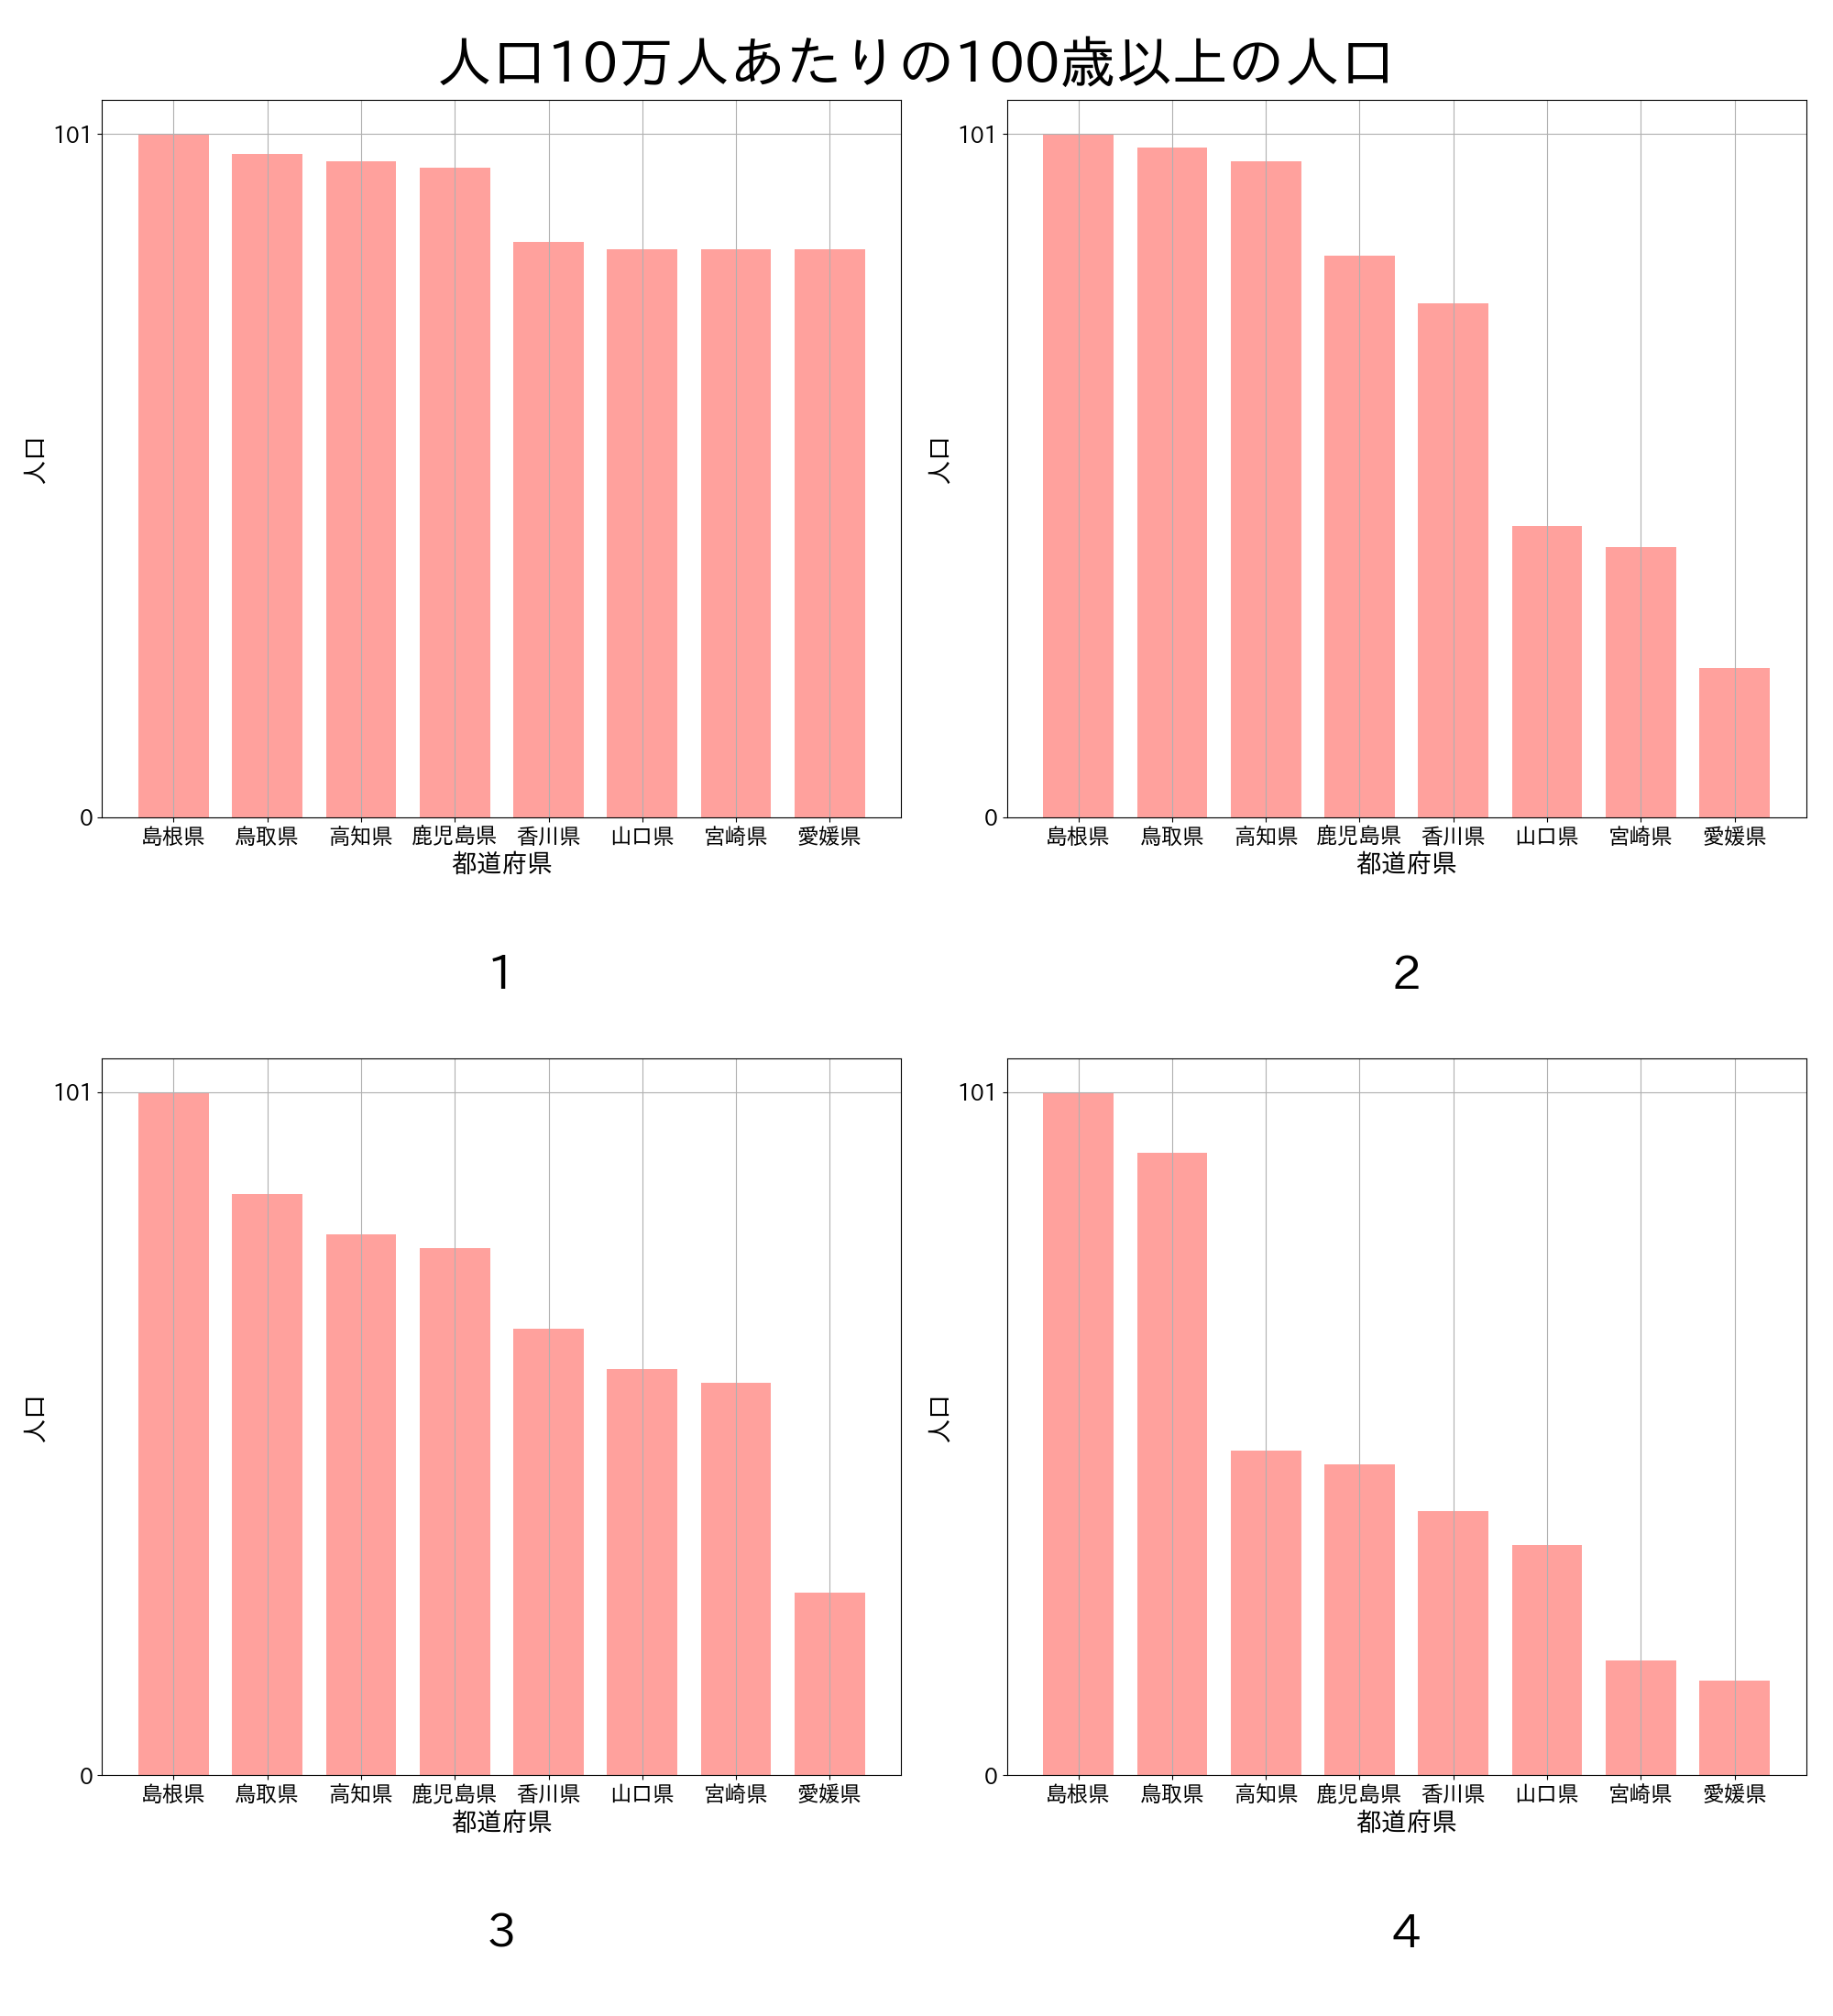 人口10万人あたりの100歳以上の人口
101
0
人口
島根県 鳥取県 高知県 鹿児島県 香川県 山口県 宮崎県 愛媛県
都道府県
1
101
0
人口
島根県 鳥取県 高知県 鹿児島県 香川県 山口県 宮崎県 愛媛県
都道府県
2
101
0
人口
島根県 鳥取県 高知県 鹿児島県 香川県 山口県 宮崎県 愛媛県
都道府県
3
101
0
人口
島根県 鳥取県 高知県 鹿児島県 香川県 山口県 宮崎県 愛媛県
都道府県
4